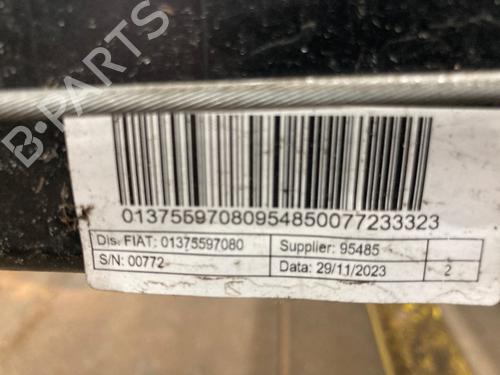 B-PARTS
01375597080954850077233323
Dis. FIAT: 01375597080 Supplier: 95485
S/N: 00772 Data: 29/11/2023 2